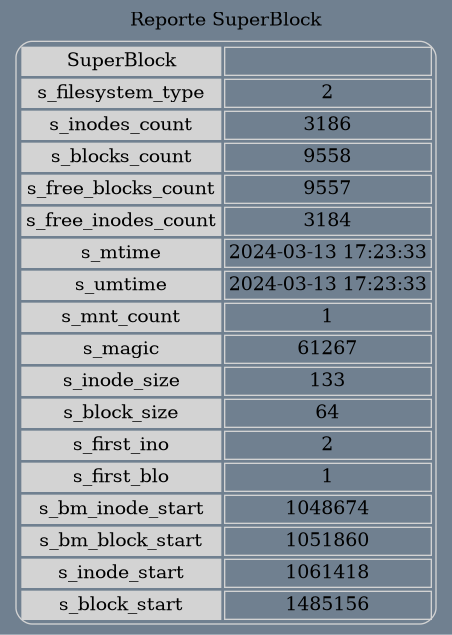 Reporte SuperBlock
SuperBlock
s_filesystem_type 2
s_inodes_count 3186
s_blocks_count 9558
s_free_blocks_count 9557
s_free_inodes_count 3184
s_mtime 2024-03-13 17:23:33
s_umtime 2024-03-13 17:23:33
s_mnt_count 1
s_magic 61267
s_inode_size 133
s_block_size 64
s_first_ino 2
s_first_blo 1
s_bm_inode_start 1048674
s_bm_block_start 1051860
s_inode_start 1061418
s_block_start 1485156